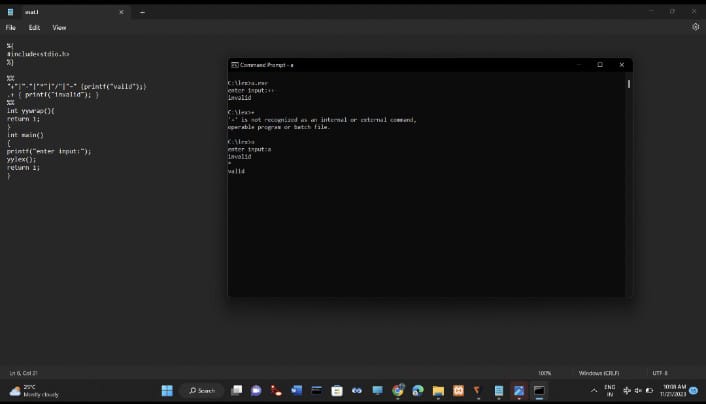 mat.l
File Edit View
%{
#include<stdio.h>
%}
%%
"+"|"-"|"*"|"/"|"=" {printf("valid");}
.+ { printf("invalid"); }
%%
int yywrap(){
return 1;
}
int main()
{
printf("enter input:");
yylex();
return 1;
}
Command Prompt - a
C:\lex>a.exe
enter input:++
invalid
C:\lex>+
'+' is not recognized as an internal or external command,
operable program or batch file.
C:\lex>a
enter input:a
invalid
*
valid
Ln 6, Col 31
100%
Windows (CRLF)
UTF-8
25°C
Mostly cloudy
Search
ENG
IN
10:08 AM
11/21/2023